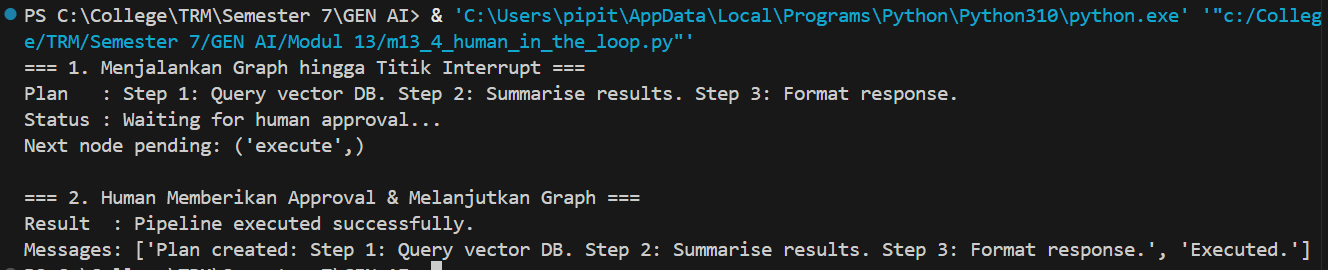 PS C:\College\TRM\Semester 7\GEN AI> & 'C:\Users\pipit\AppData\Local\Programs\Python\Python310\python.exe' '"c:/Colleg
e/TRM/Semester 7/GEN AI/Modul 13/m13_4_human_in_the_loop.py"'
=== 1. Menjalankan Graph hingga Titik Interrupt ===
Plan   : Step 1: Query vector DB. Step 2: Summarise results. Step 3: Format response.
Status : Waiting for human approval...
Next node pending: ('execute',)

=== 2. Human Memberikan Approval & Melanjutkan Graph ===
Result  : Pipeline executed successfully.
Messages: ['Plan created: Step 1: Query vector DB. Step 2: Summarise results. Step 3: Format response.', 'Executed.']